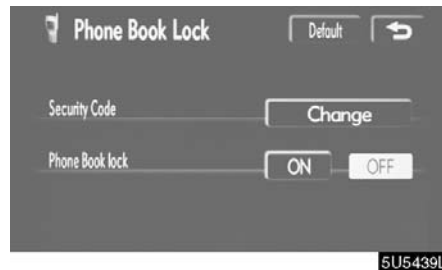 Phone Book Lock Default
Security Code Change
Phone Book lock ON OFF
5U5439L